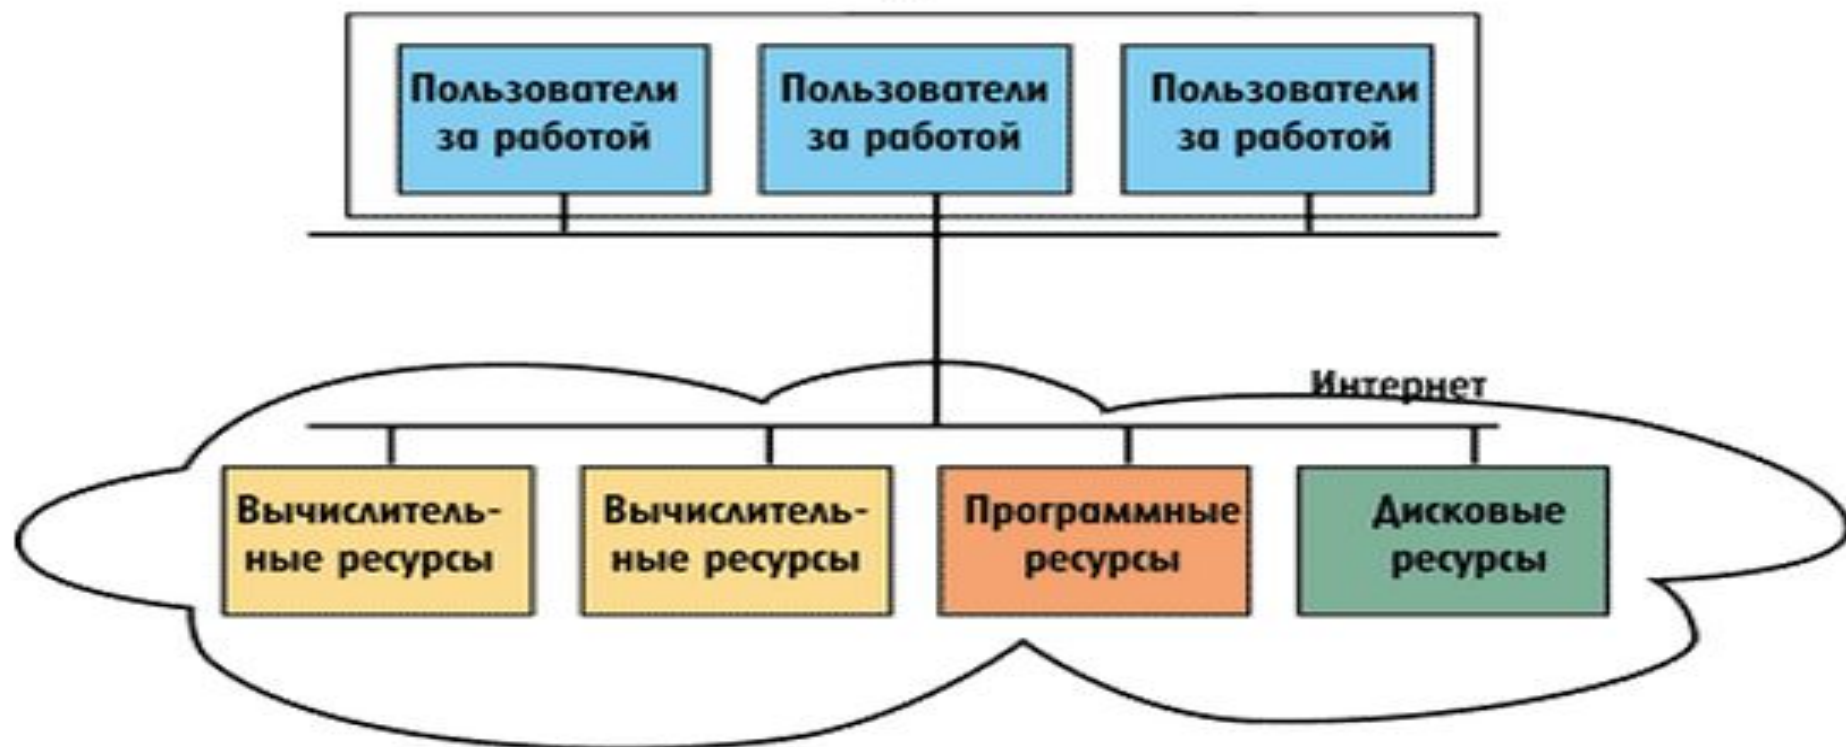 Пользователи
за работой
Пользователи
за работой
Пользователи
за работой
Интернет
Вычислитель-
ные ресурсы
Вычислитель-
ные ресурсы
Программные
ресурсы
Дисковые
ресурсы